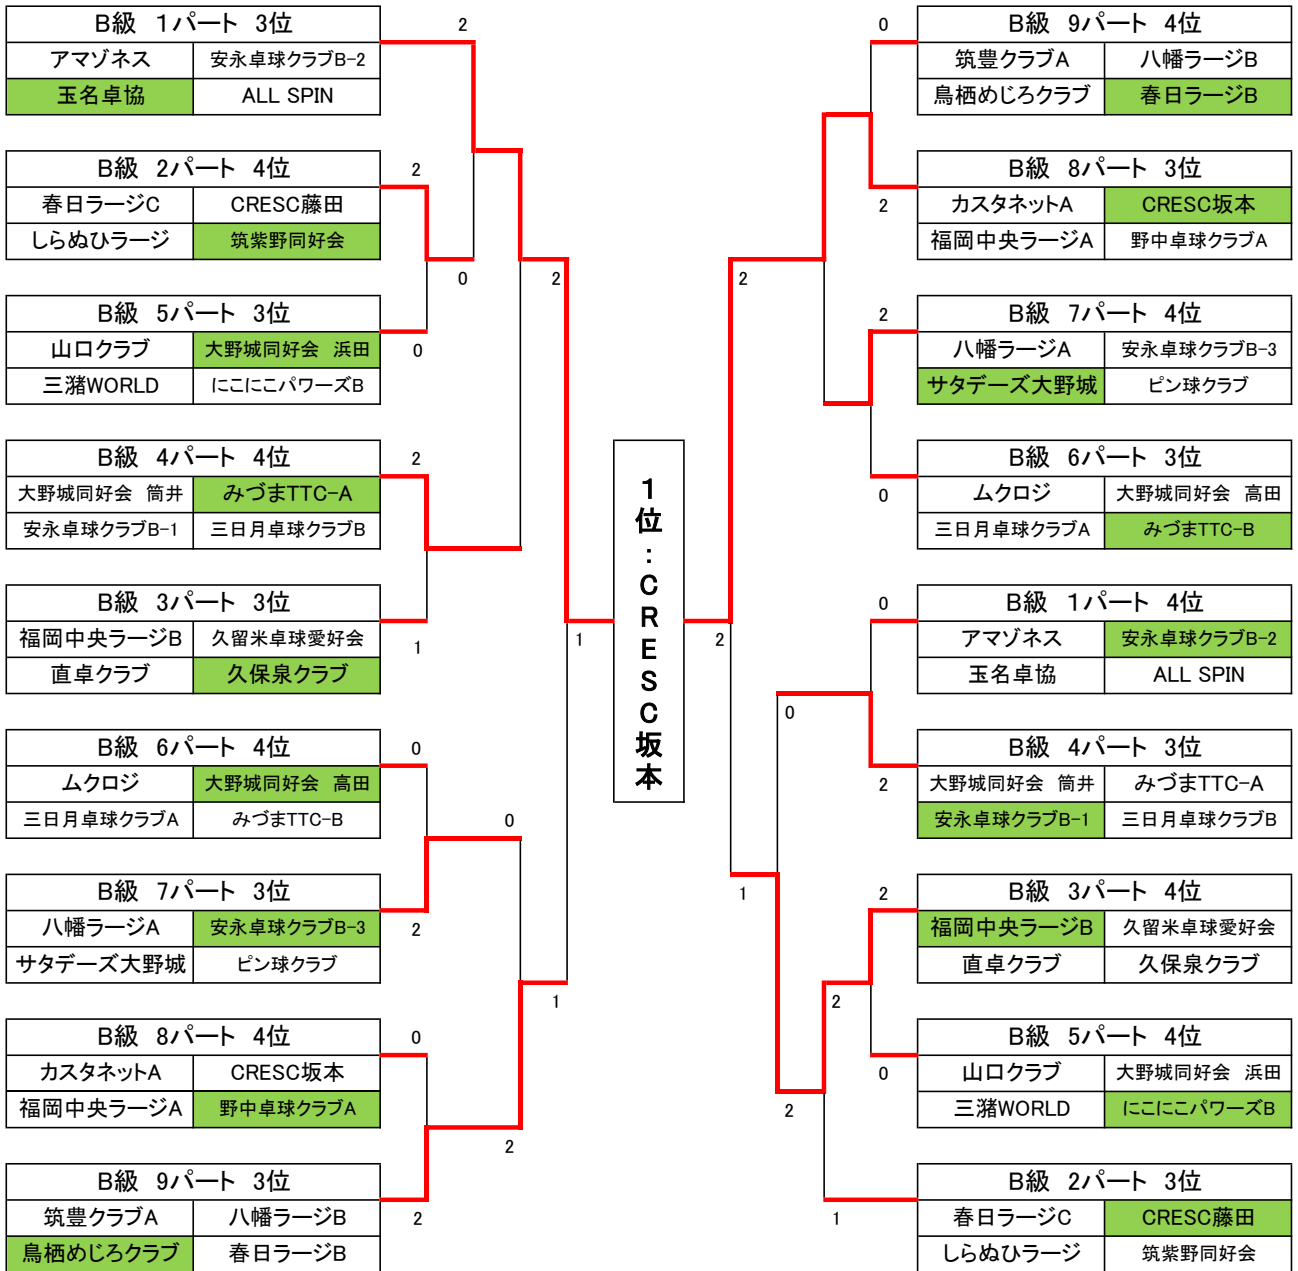 B級 1パート 3位
アマゾネス 安永卓球クラブB-2
玉名卓協 ALL SPIN
2
B級 2パート 4位
春日ラージC CRESC藤田
しらぬひラージ 筑紫野同好会
2
0
2
B級 5パート 3位
山口クラブ 大野城同好会 浜田
三潴WORLD にこにこパワーズB
0
B級 4パート 4位
大野城同好会 筒井 みづまTTC-A
安永卓球クラブB-1 三日月卓球クラブB
2
B級 3パート 3位
福岡中央ラージB 久留米卓球愛好会
直卓クラブ 久保泉クラブ
1
1
B級 6パート 4位
ムクロジ 大野城同好会 高田
三日月卓球クラブA みづまTTC-B
0
0
B級 7パート 3位
八幡ラージA 安永卓球クラブB-3
サタデーズ大野城 ピン球クラブ
2
1
B級 8パート 4位
カスタネットA CRESC坂本
福岡中央ラージA 野中卓球クラブA
0
2
B級 9パート 3位
筑豊クラブA 八幡ラージB
鳥栖めじろクラブ 春日ラージB
2
1位:CRESC坂本
0
B級 9パート 4位
筑豊クラブA 八幡ラージB
鳥栖めじろクラブ 春日ラージB
B級 8パート 3位
カスタネットA CRESC坂本
福岡中央ラージA 野中卓球クラブA
2
2
2
B級 7パート 4位
八幡ラージA 安永卓球クラブB-3
サタデーズ大野城 ピン球クラブ
B級 6パート 3位
ムクロジ 大野城同好会 高田
三日月卓球クラブA みづまTTC-B
0
2
0
B級 1パート 4位
アマゾネス 安永卓球クラブB-2
玉名卓協 ALL SPIN
0
B級 4パート 3位
大野城同好会 筒井 みづまTTC-A
安永卓球クラブB-1 三日月卓球クラブB
2
1
2
B級 3パート 4位
福岡中央ラージB 久留米卓球愛好会
直卓クラブ 久保泉クラブ
2
B級 5パート 4位
山口クラブ 大野城同好会 浜田
三潴WORLD にこにこパワーズB
0
2
B級 2パート 3位
春日ラージC CRESC藤田
しらぬひラージ 筑紫野同好会
1